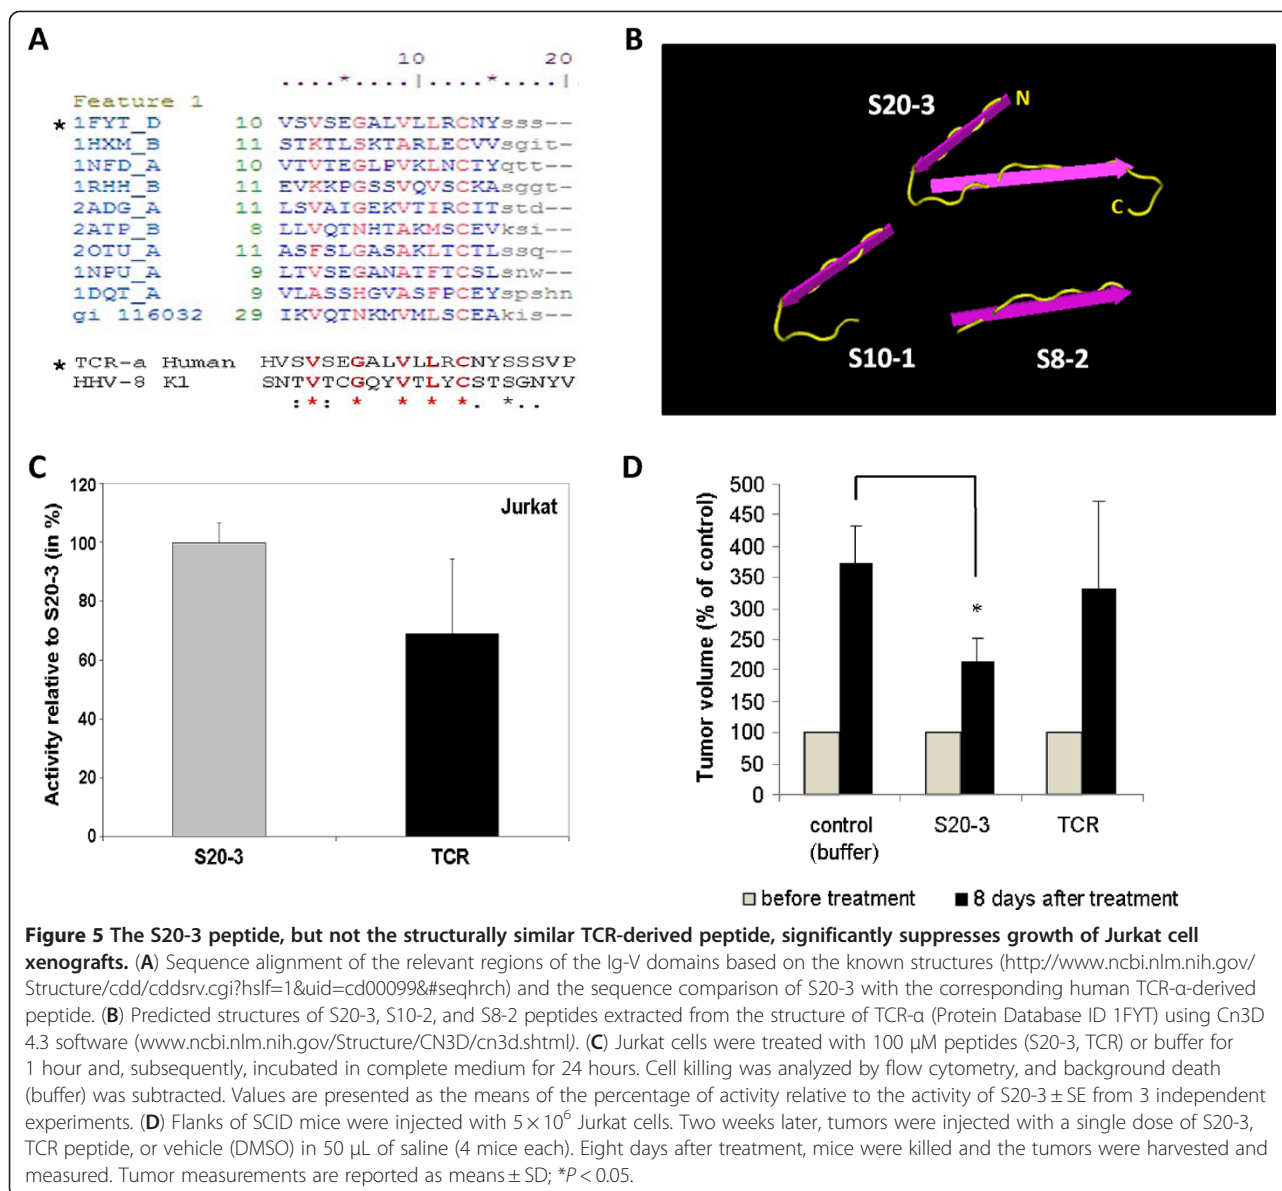 A
10 20
....*....|....*....|
Feature 1
* 1FYT_D 10 VSVSEGALVLLRCNYsss--
1HXM_B 11 STKTLSKTARLECVVsgit-
1NFD_A 10 VTVTEGLPVKLNCTYqtt--
1RHH_B 11 EVKKPGSSVQVSCKAsggt-
2ADG_A 11 LSVAIGEKVTIRCITstd--
2ATP_B 8 LLVQTNHTAKMSCEVksi--
2OTU_A 11 ASFSLGASAKLTCTLssq--
1NPU_A 9 LTVSEGANATFTCSLsnw--
1DQT_A 9 VLASSHGVASFPCEYspshn
gi 116032 29 IKVQTNKMVMLSCEAkis--
* TCR-a Human HVSVSEGALVLLRCNYSSSVP
HHV-8 K1 SNTVTCGQYVTLYCSTSGNYV
:*: * * * *. *..
B
S20-3
N
C
S10-1
S8-2
C
120
100
80
60
40
20
0
Activity relative to S20-3 (in %)
Jurkat
S20-3 TCR
D
500
450
400
350
300
250
200
150
100
50
0
Tumor volume (% of control)
*
control (buffer)
S20-3
TCR
before treatment 8 days after treatment
Figure 5 The S20-3 peptide, but not the structurally similar TCR-derived peptide, significantly suppresses growth of Jurkat cell
xenografts. (A) Sequence alignment of the relevant regions of the Ig-V domains based on the known structures (http://www.ncbi.nlm.nih.gov/
Structure/cdd/cddsrv.cgi?hslf=1&uid=cd00099&#seqhrch) and the sequence comparison of S20-3 with the corresponding human TCR-α-derived
peptide. (B) Predicted structures of S20-3, S10-2, and S8-2 peptides extracted from the structure of TCR-α (Protein Database ID 1FYT) using Cn3D
4.3 software (www.ncbi.nlm.nih.gov/Structure/CN3D/cn3d.shtml). (C) Jurkat cells were treated with 100 μM peptides (S20-3, TCR) or buffer for
1 hour and, subsequently, incubated in complete medium for 24 hours. Cell killing was analyzed by flow cytometry, and background death
(buffer) was subtracted. Values are presented as the means of the percentage of activity relative to the activity of S20-3 ± SE from 3 independent
experiments. (D) Flanks of SCID mice were injected with 5 × 10⁶ Jurkat cells. Two weeks later, tumors were injected with a single dose of S20-3,
TCR peptide, or vehicle (DMSO) in 50 μL of saline (4 mice each). Eight days after treatment, mice were killed and the tumors were harvested and
measured. Tumor measurements are reported as means ± SD; *P < 0.05.